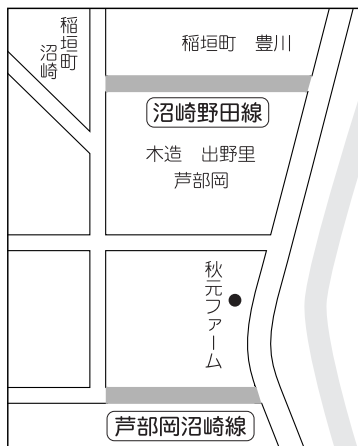 稲垣町
沼崎
稲垣町　豊川
沼崎野田線
木造　出野里
芦部岡
秋元ファーム
芦部岡沼崎線